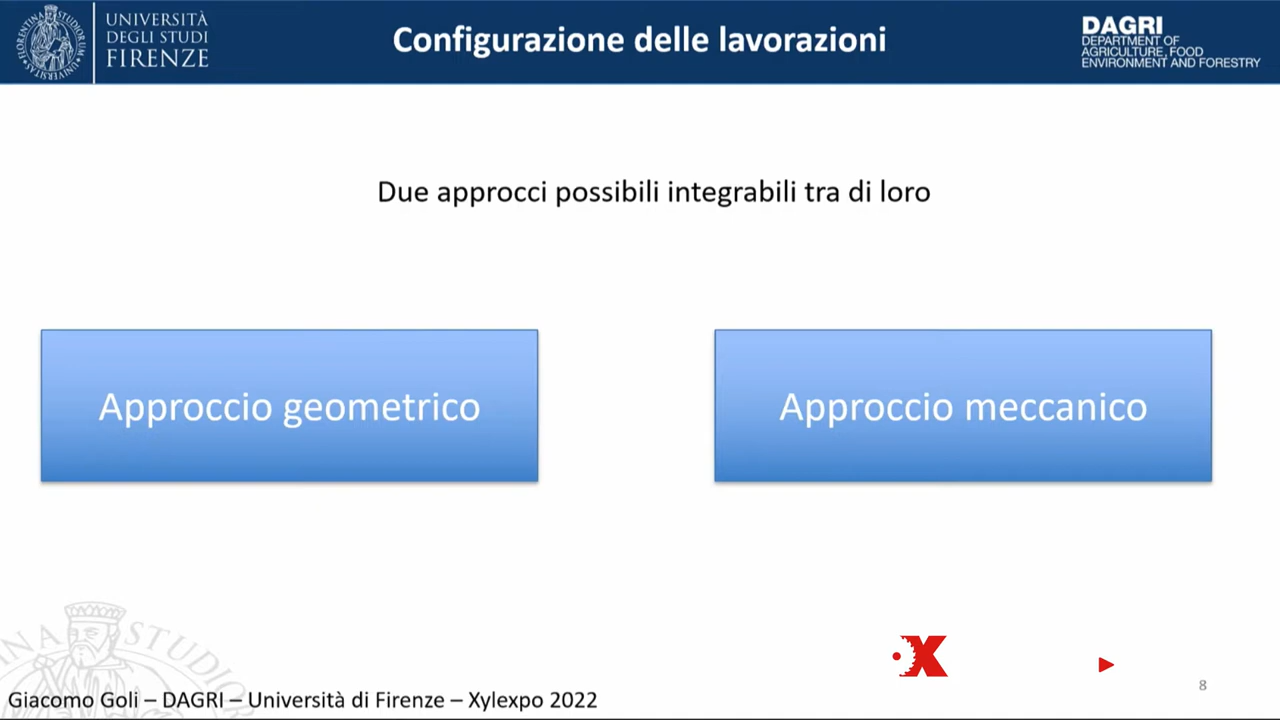 UNIVERSITÀ
DEGLI STUDI
FIRENZE
Configurazione delle lavorazioni
DAGRI
DEPARTMENT OF
AGRICULTURE, FOOD
ENVIRONMENT AND FORESTRY
Due approcci possibili integrabili tra di loro
Approccio geometrico
Approccio meccanico
X
8
Giacomo Goli – DAGRI – Università di Firenze – Xylexpo 2022